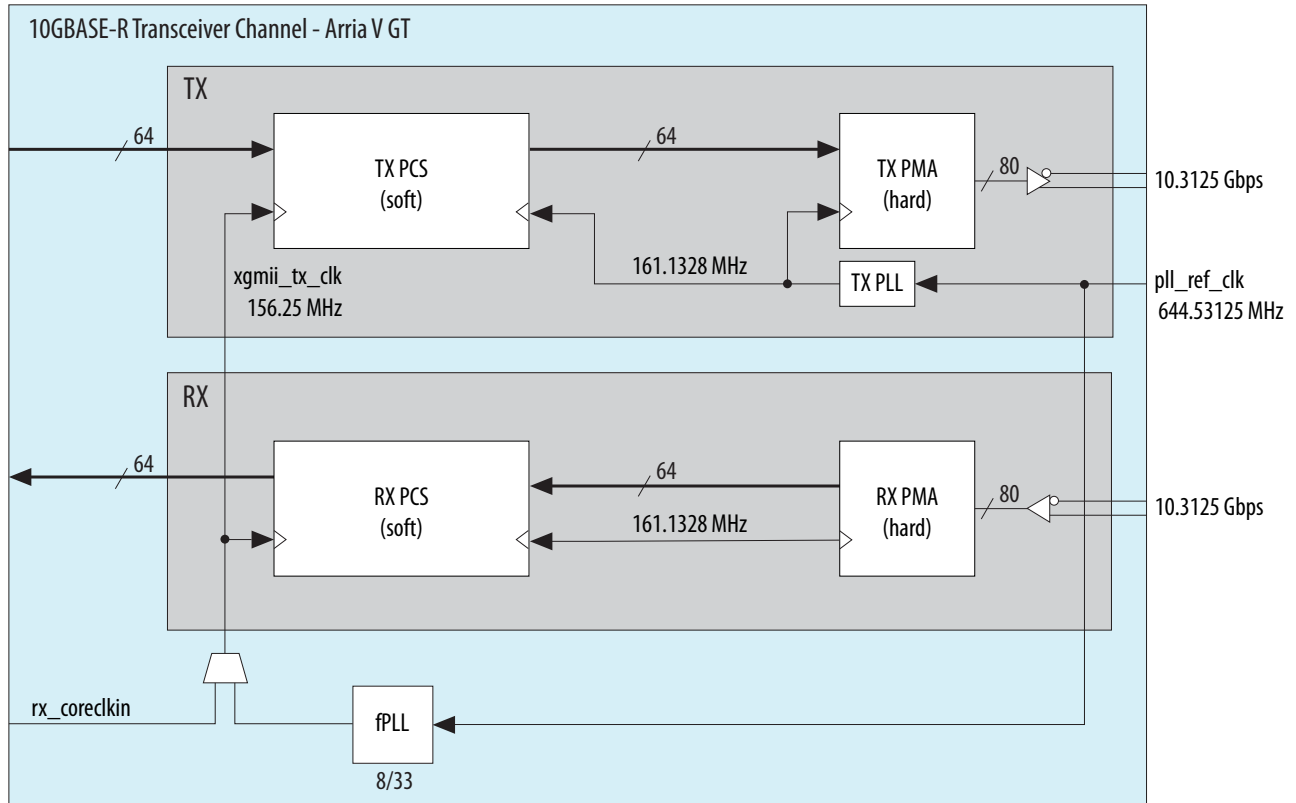 10GBASE-R Transceiver Channel - Arria V GT
TX
64
TX PCS
(soft)
64
TX PMA
(hard)
80
10.3125 Gbps
xgmii_tx_clk
156.25 MHz
161.1328 MHz
TX PLL
pll_ref_clk
644.53125 MHz
RX
64
RX PCS
(soft)
64
161.1328 MHz
RX PMA
(hard)
80
10.3125 Gbps
rx_coreclkin
fPLL
8/33